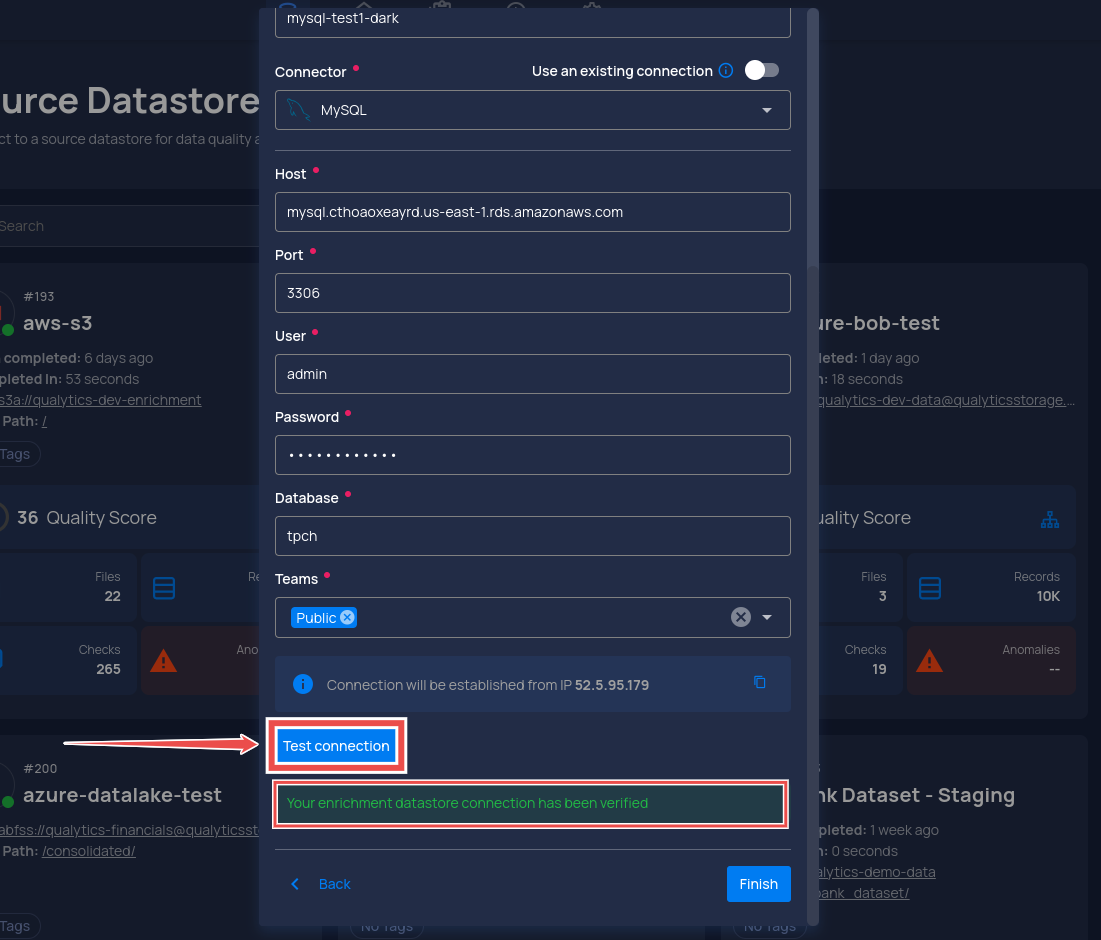 mysql-test1-dark
Connector
Use an existing connection
MySQL
Host
mysql.cthoaoxeayrd.us-east-1.rds.amazonaws.com
Port
3306
User
admin
Password
Database
tpch
Teams
Public
Connection will be established from IP 52.5.95.179
Test connection
Your enrichment datastore connection has been verified
Back
Finish
urce Datastore
ct to a source datastore for data quality a
Search
#193
aws-s3
completed: 6 days ago
pleted In: 53 seconds
s3a://qualytics-dev-enrichment
Path: /
Tags
36 Quality Score
Files
22
Re
Checks
265
Ano
#200
azure-datalake-test
abfss://qualytics-financials@qualyticsst
Path: /consolidated/
Tags
No Tags
ure-bob-test
leted: 1 day ago
n: 18 seconds
qualytics-dev-data@qualyticsstorage....
uality Score
Files
3
Records
10K
Checks
19
Anomalies
--
nk Dataset - Staging
pleted: 1 week ago
n: 0 seconds
alytics-demo-data
bank_dataset/
No Tags